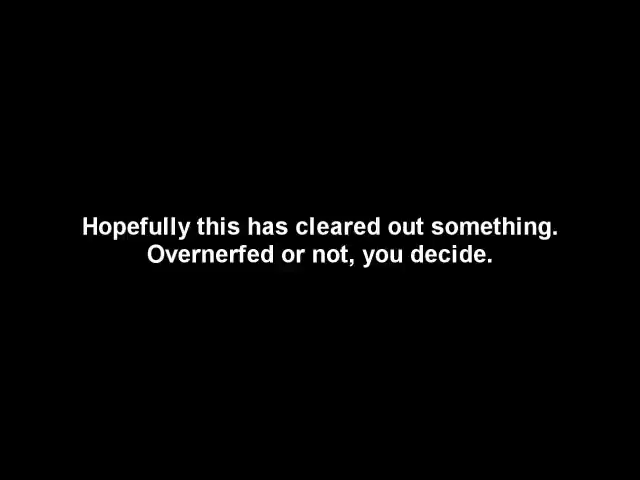 Hopefully this has cleared out something.
Overnerfed or not, you decide.